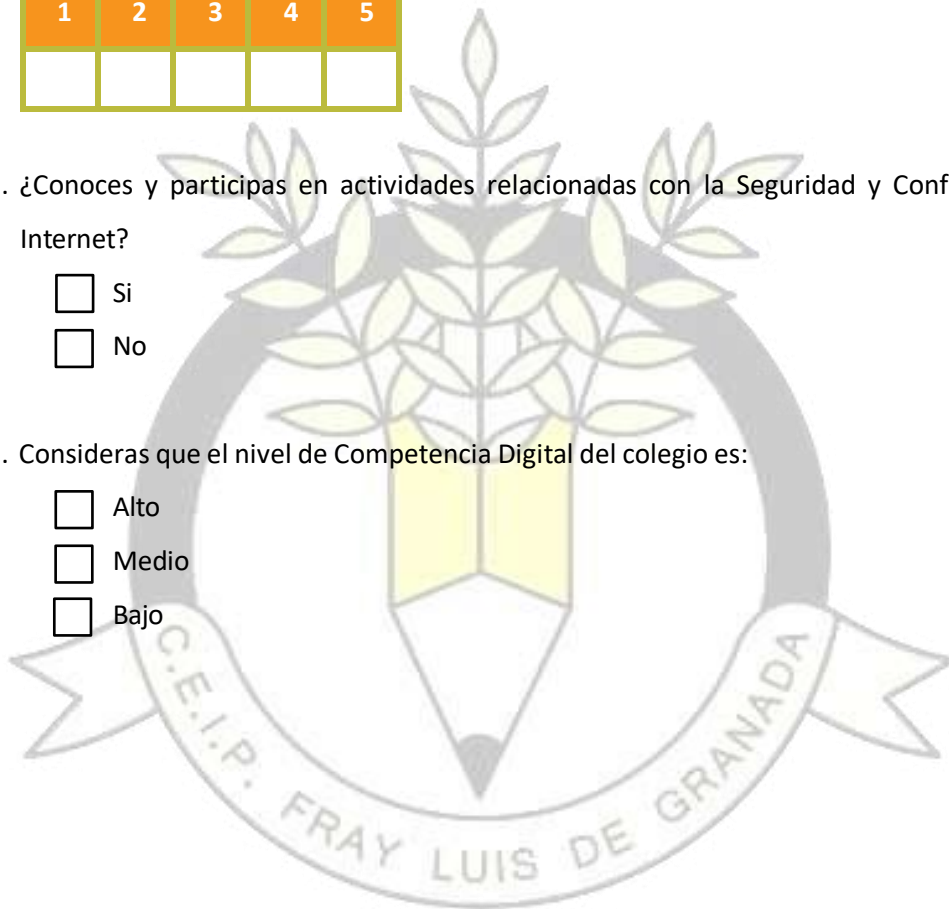 1 2 3 4 5
. ¿Conoces y participas en actividades relacionadas con la Seguridad y Conf
Internet?
Si
No
. Consideras que el nivel de Competencia Digital del colegio es:
Alto
Medio
Bajo
C.E.I.P. FRAY LUIS DE GRANADA